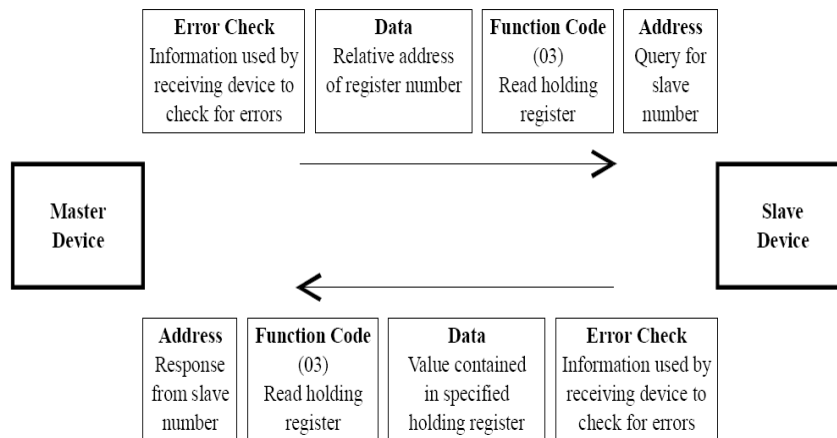 Error Check
Information used by
receiving device to
check for errors
Data
Relative address
of register number
Function Code
(03)
Read holding
register
Address
Query for
slave
number
Master
Device
Slave
Device
Address
Response
from slave
number
Function Code
(03)
Read holding
register
Data
Value contained
in specified
holding register
Error Check
Information used by
receiving device to
check for errors